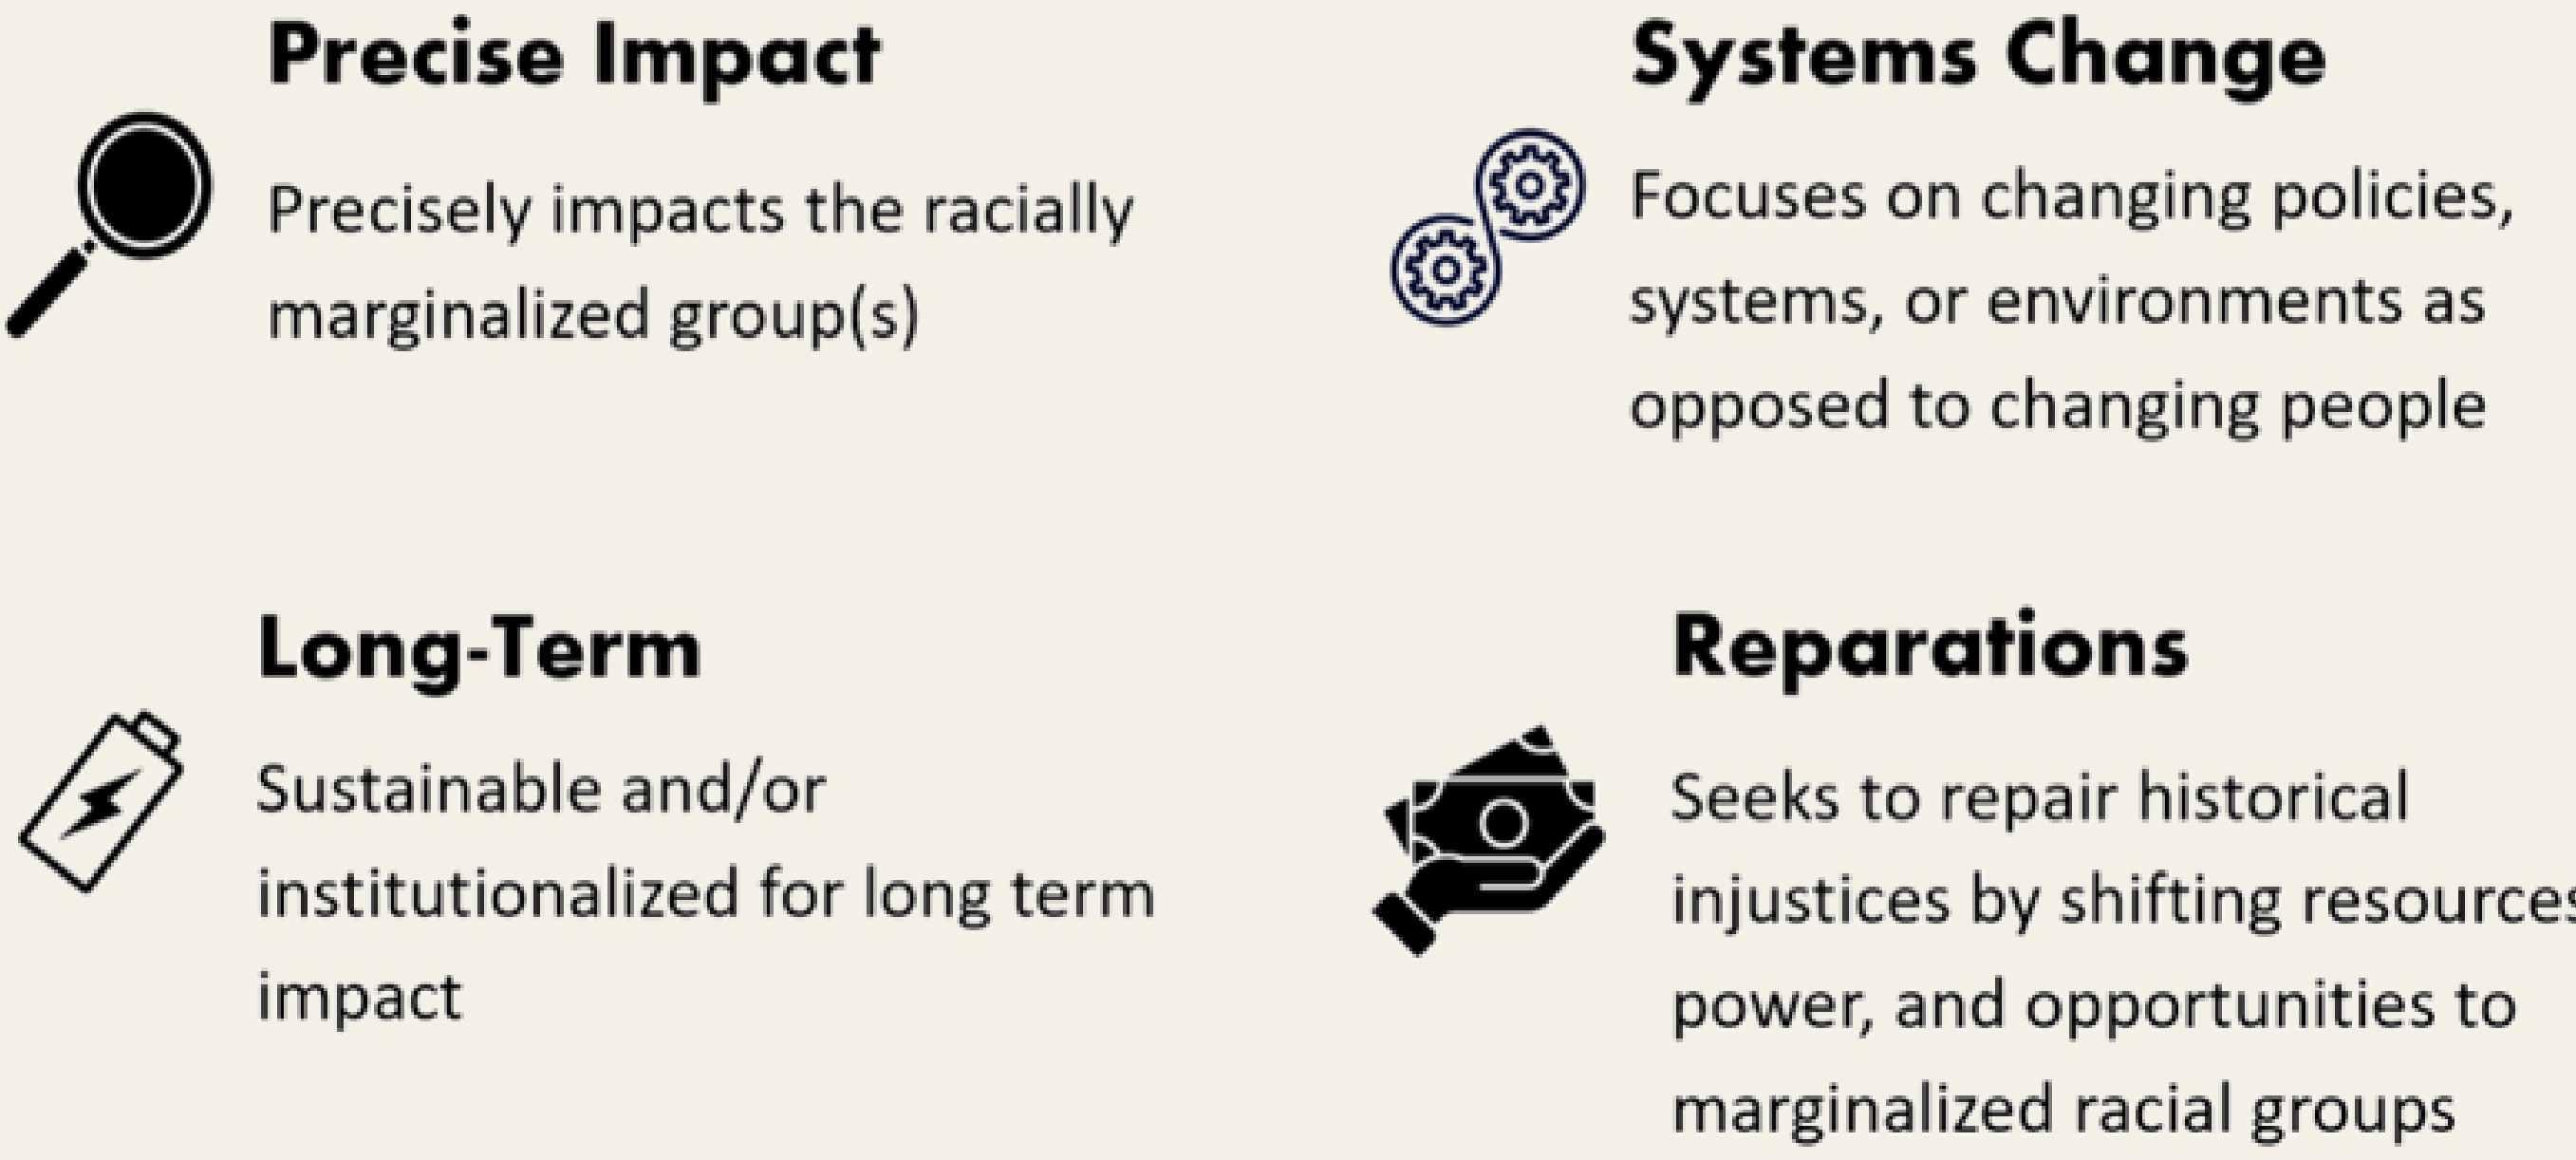 Precise Impact
Precisely impacts the racially
marginalized group(s)
Systems Change
Focuses on changing policies,
systems, or environments as
opposed to changing people
Long-Term
Sustainable and/or
institutionalized for long term
impact
Reparations
Seeks to repair historical
injustices by shifting resources
power, and opportunities to
marginalized racial groups